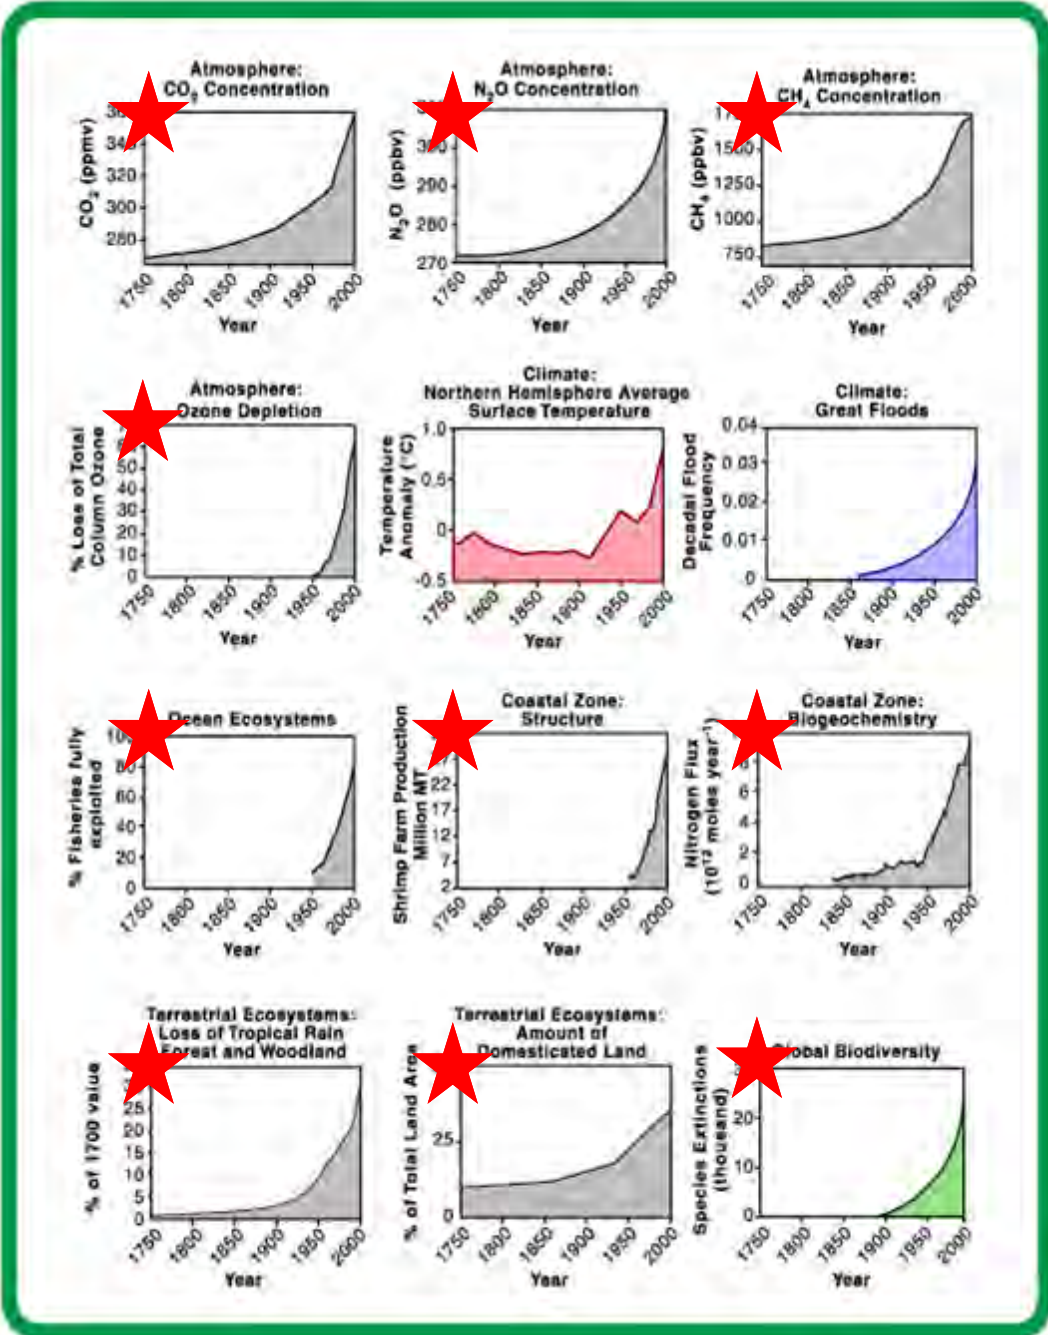 Atmosphere:
CO2 Concentration
CO2 (ppmv)
320
300
280
1750 1800 1850 1900 1950 2000
Year
Atmosphere:
N2O Concentration
N2O (ppbv)
290
280
270
1750 1800 1850 1900 1950 2000
Year
Atmosphere:
CH4 Concentration
CH4 (ppbv)
1500
1250
1000
750
1750 1800 1850 1900 1950 2000
Year
Atmosphere:
Ozone Depletion
% Loss of Total
Column Ozone
50
40
30
20
10
0
1750 1800 1850 1900 1950 2000
Year
Climate:
Northern Hemisphere Average
Surface Temperature
Temperature
Anomaly (°C)
1.0
0.5
0
-0.5
1750 1800 1850 1900 1950 2000
Year
Climate:
Great Floods
Decadal Flood
Frequency
0.04
0.03
0.02
0.01
0
1750 1800 1850 1900 1950 2000
Year
Ocean Ecosystems
% Fisheries fully
exploited
80
60
40
20
0
1750 1800 1850 1900 1950 2000
Year
Coastal Zone:
Structure
Shrimp Farm Production
Million MT
22
17
12
7
2
1750 1800 1850 1900 1950 2000
Year
Coastal Zone:
Biogeochemistry
Nitrogen Flux
(10¹² moles year⁻¹)
6
4
2
0
1750 1800 1850 1900 1950 2000
Year
Terrestrial Ecosystems:
Loss of Tropical Rain
Forest and Woodland
% of 1700 value
25
20
15
10
5
0
1750 1800 1850 1900 1950 2000
Year
Terrestrial Ecosystems:
Amount of
Domesticated Land
% of Total Land Area
25
0
1750 1800 1850 1900 1950 2000
Year
Global Biodiversity
Species Extinctions
(thousand)
20
10
0
1750 1800 1850 1900 1950 2000
Year